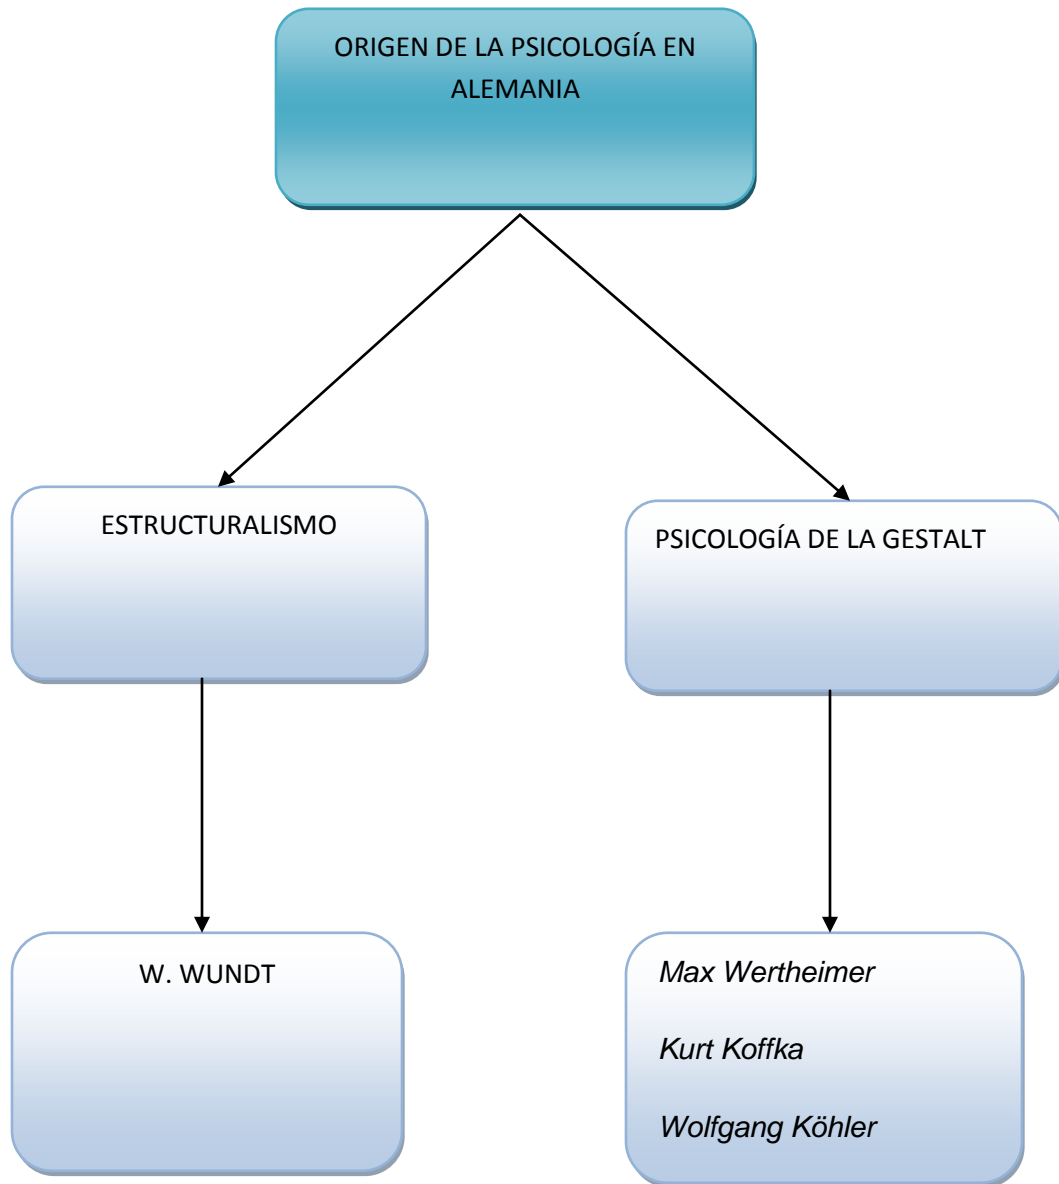 ORIGEN DE LA PSICOLOGÍA EN
ALEMANIA
ESTRUCTURALISMO
PSICOLOGÍA DE LA GESTALT
W. WUNDT
Max Wertheimer
Kurt Koffka
Wolfgang Köhler